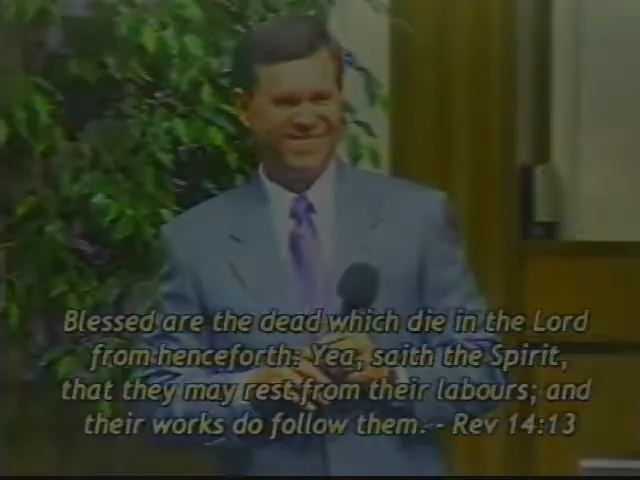 Blessed are the dead which die in the Lord
from henceforth: Yea, saith the Spirit,
that they may rest from their labours; and
their works do follow them. - Rev 14:13